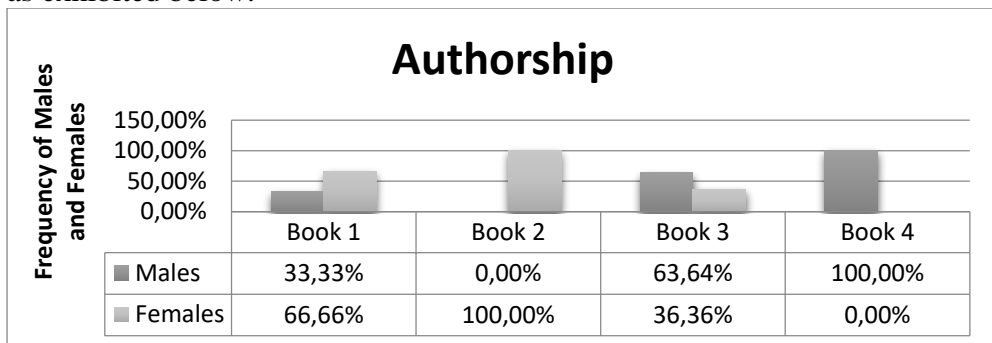 as exhibited below:
Authorship
Frequency of Males
and Females
150,00%
100,00%
50,00%
0,00%
Book 1 Book 2 Book 3 Book 4
Males 33,33% 0,00% 63,64% 100,00%
Females 66,66% 100,00% 36,36% 0,00%